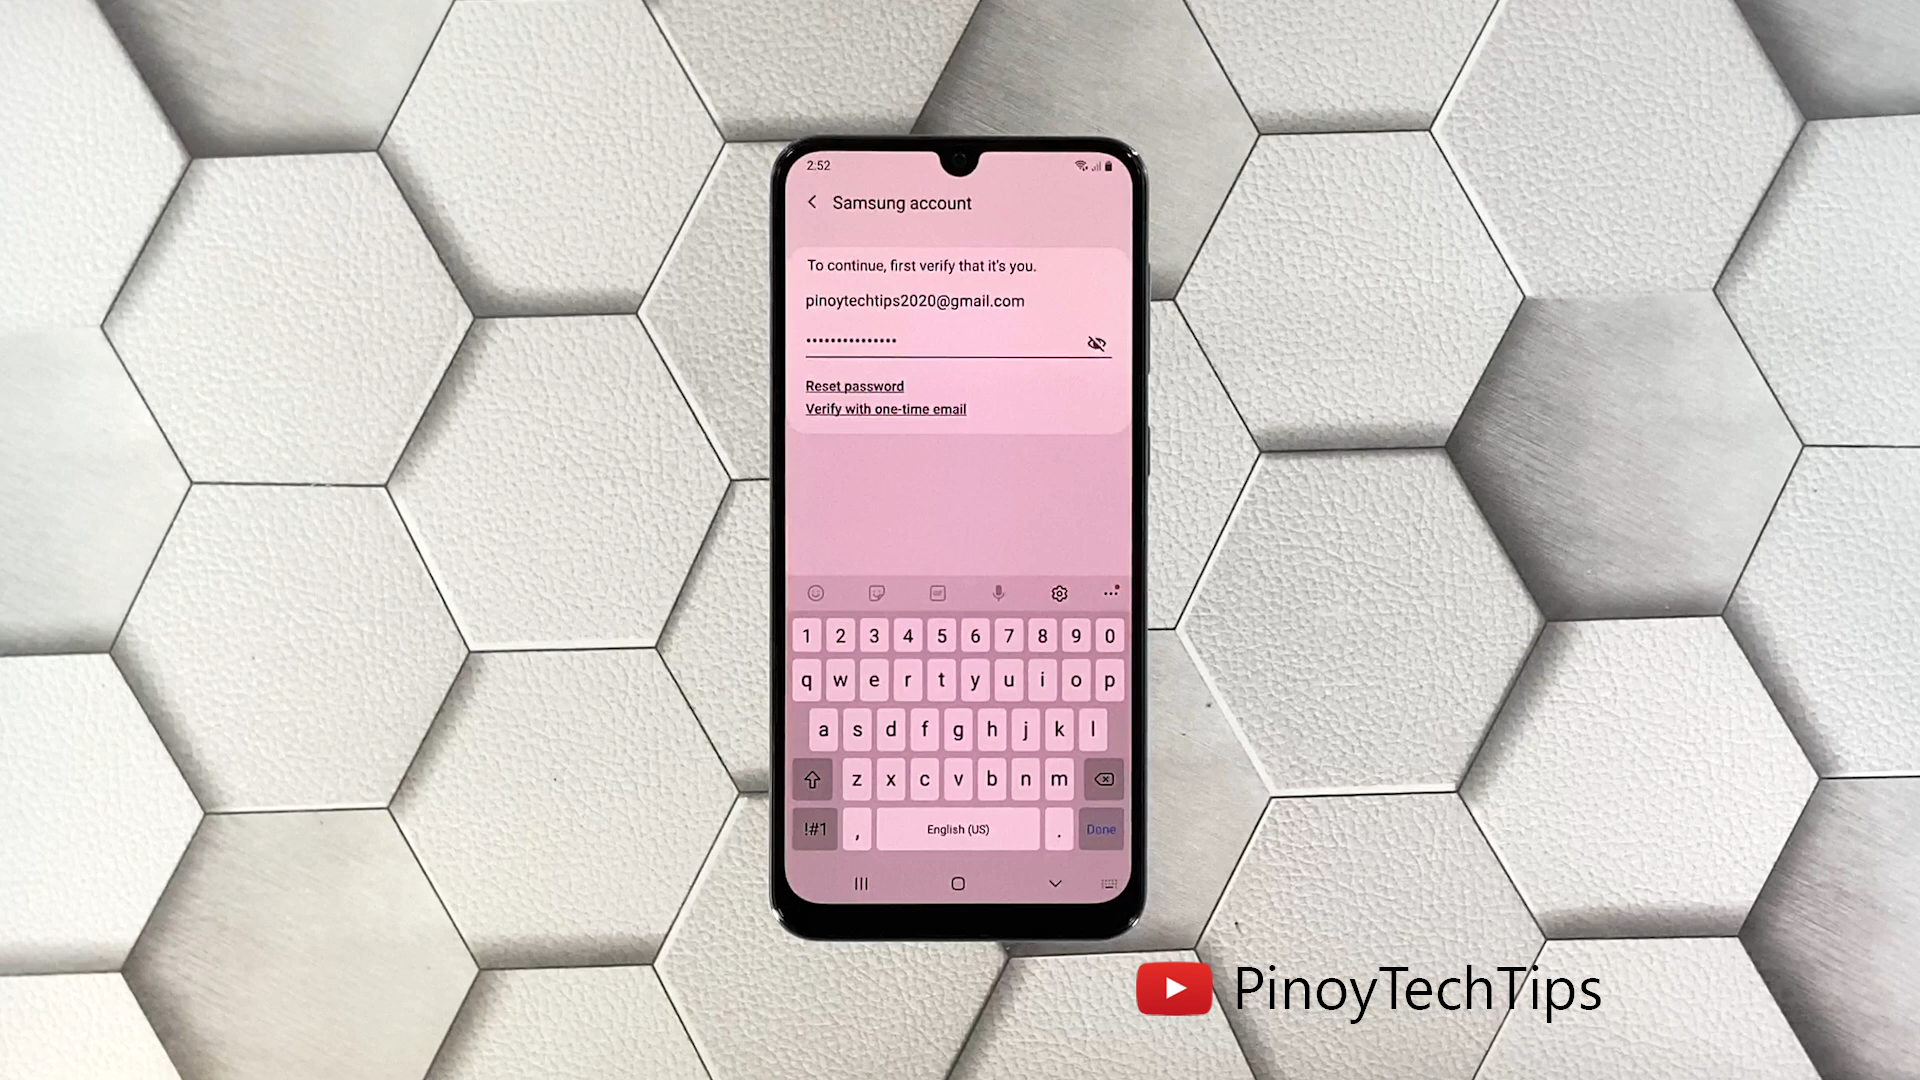 2:52
Samsung account
To continue, first verify that it's you.
pinoytechtips2020@gmail.com
•••••••••••••••
Reset password
Verify with one-time email
1 2 3 4 5 6 7 8 9 0
q w e r t y u i o p
a s d f g h j k l
z x c v b n m
!#1 , English (US) . Done
PinoyTechTips